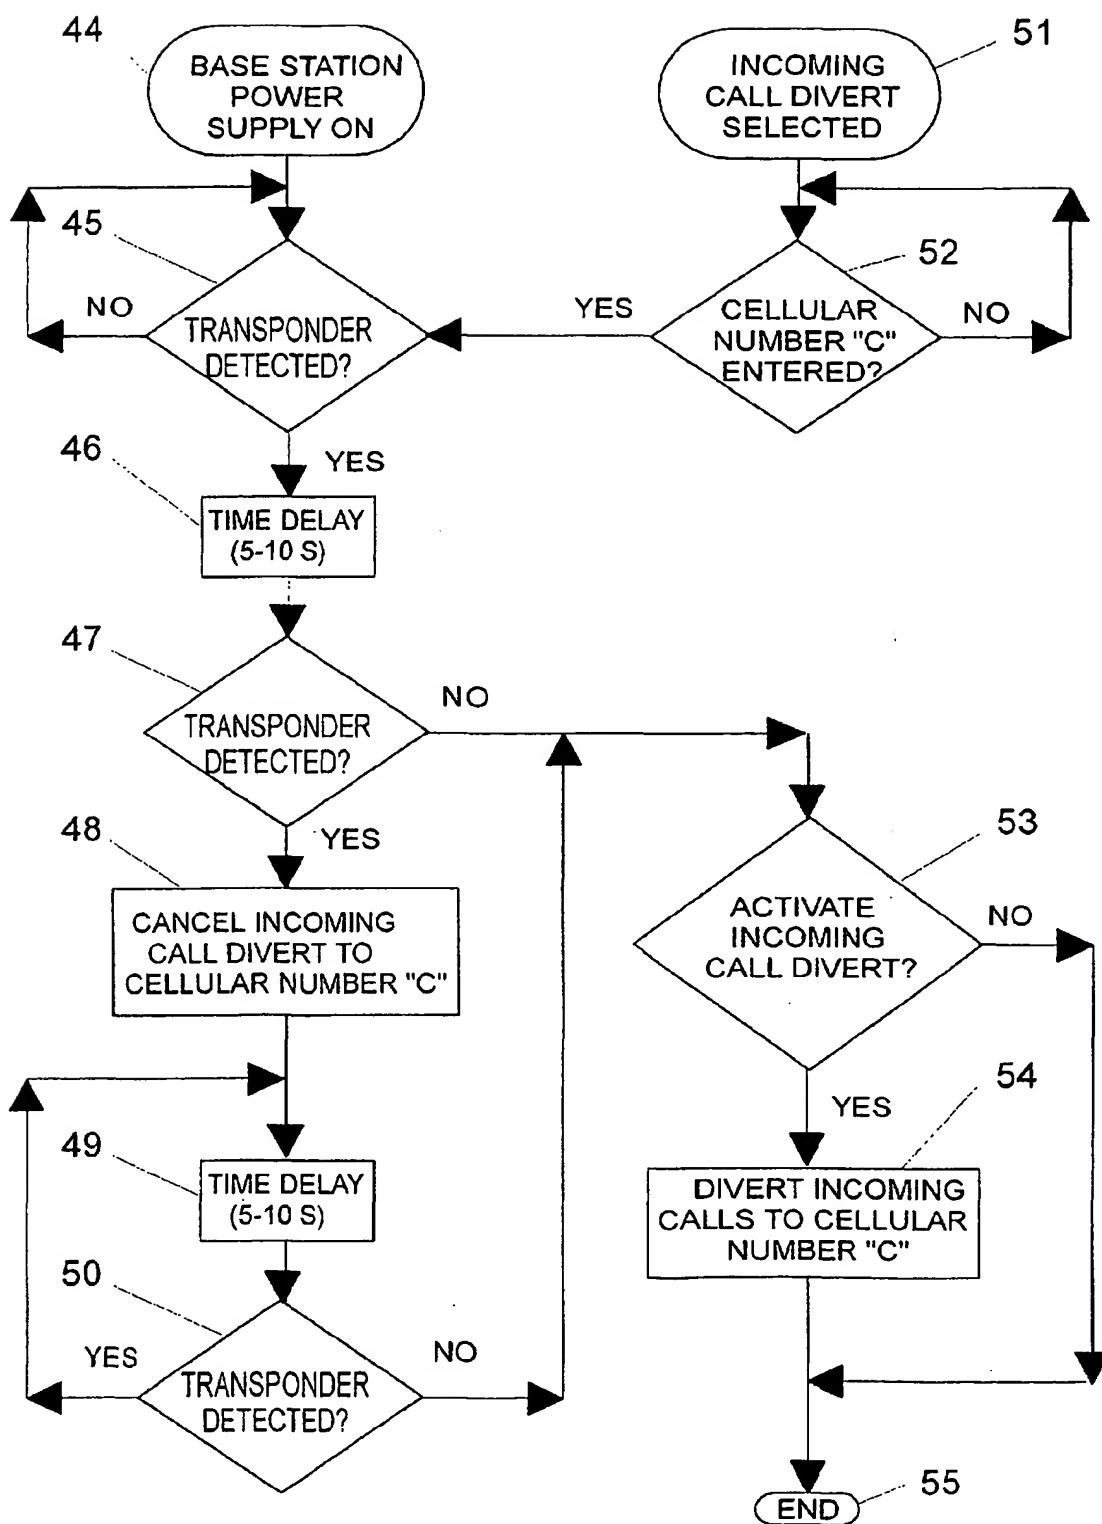 44
BASE STATION
POWER
SUPPLY ON
51
INCOMING
CALL DIVERT
SELECTED
45
NO
TRANSPONDER
DETECTED?
YES
52
CELLULAR
NUMBER "C"
ENTERED?
NO
46
YES
TIME DELAY
(5-10 S)
47
NO
TRANSPONDER
DETECTED?
48
YES
CANCEL INCOMING
CALL DIVERT TO
CELLULAR NUMBER "C"
53
ACTIVATE
INCOMING
CALL DIVERT?
NO
49
TIME DELAY
(5-10 S)
54
YES
DIVERT INCOMING
CALLS TO CELLULAR
NUMBER "C"
50
YES
TRANSPONDER
DETECTED?
NO
END
55